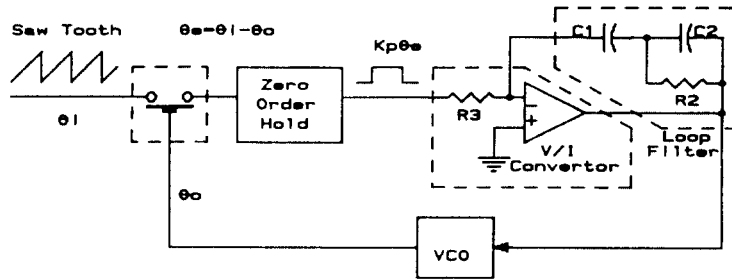 Saw Tooth
θe=θi-θo
Kpθe
C1
C2
Zero
Order
Hold
R3
R2
θi
−
+
V/I
Convertor
Loop
Filter
θo
VCO